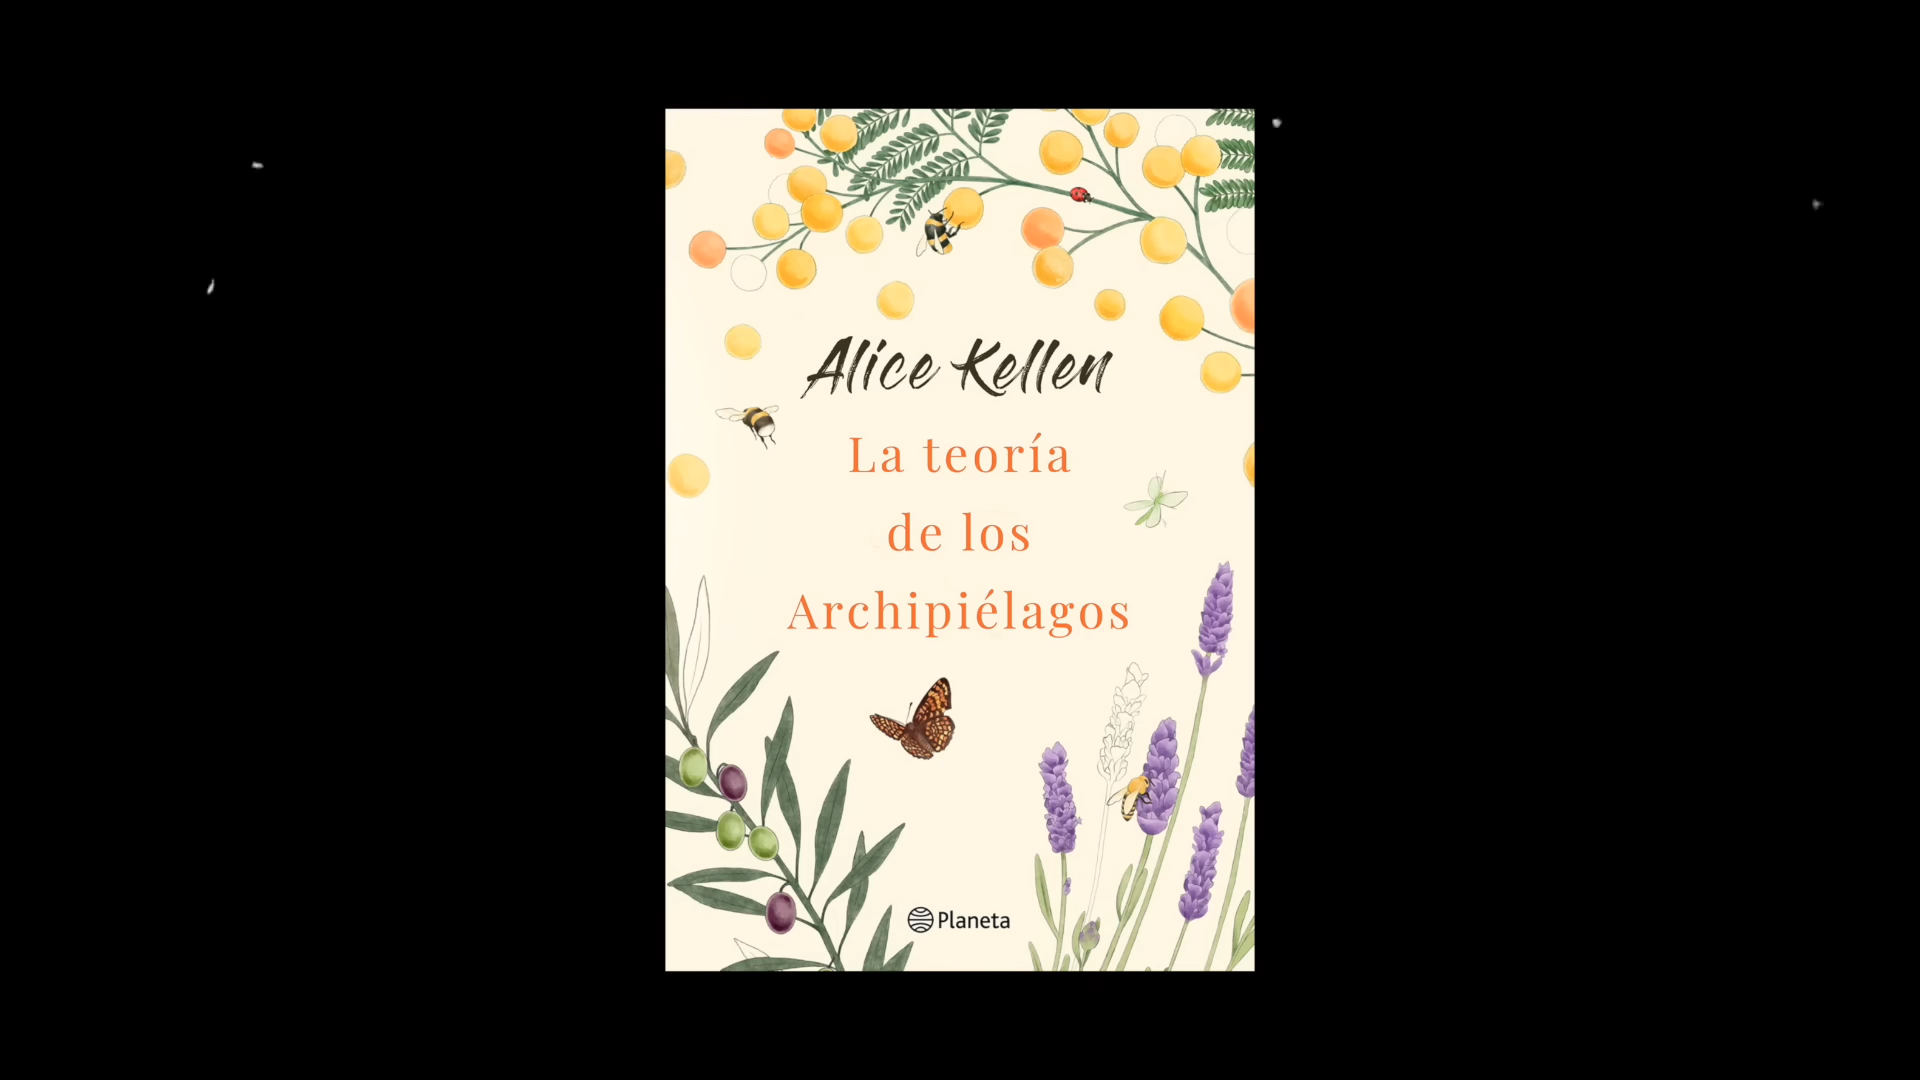 Alice Kellen
La teoría
de los
Archipiélagos
Planeta